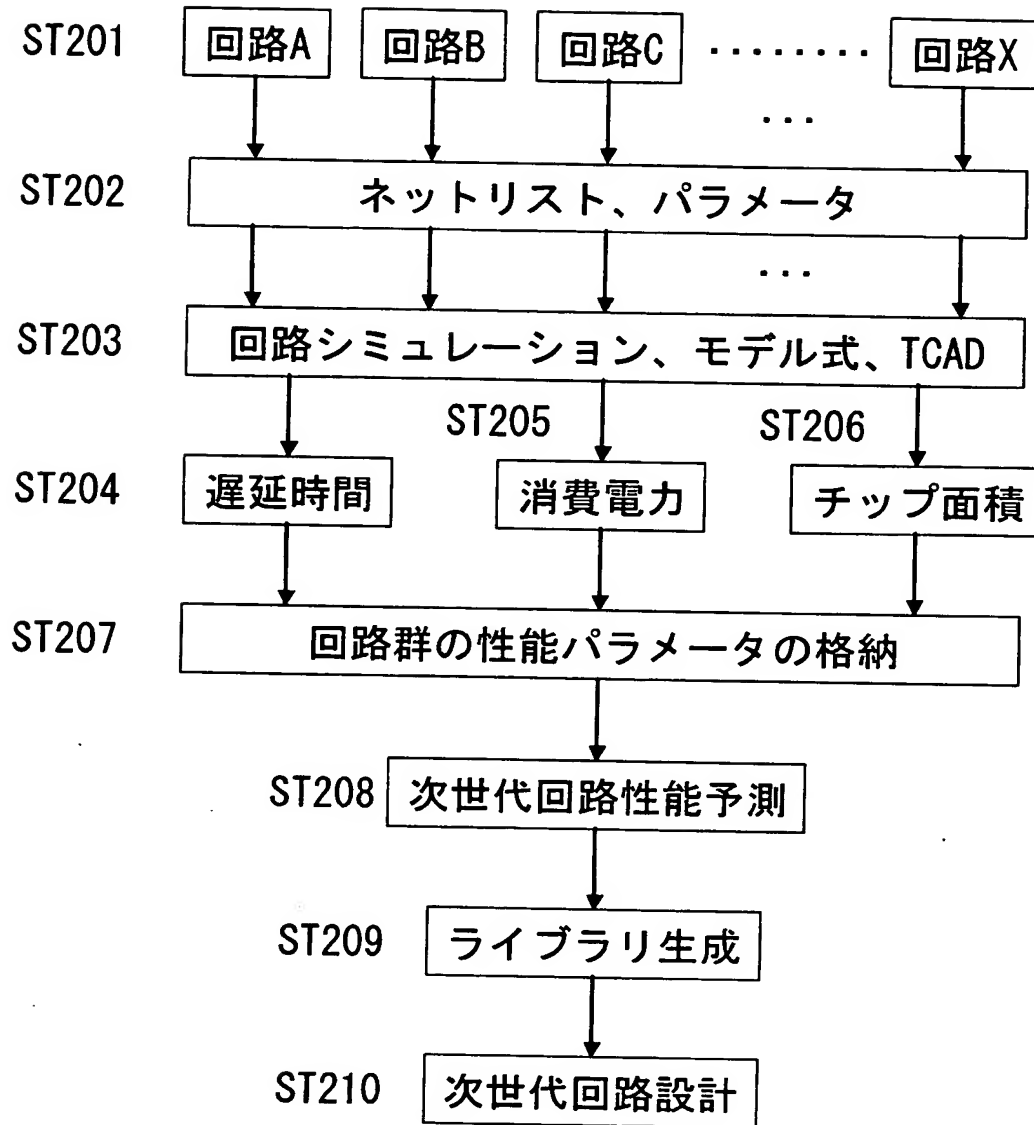 ST201 回路A 回路B 回路C ········ 回路X
···
ST202 ネットリスト、パラメータ
···
ST203 回路シミュレーション、モデル式、TCAD
ST205 ST206
ST204 遅延時間 消費電力 チップ面積
ST207 回路群の性能パラメータの格納
ST208 次世代回路性能予測
ST209 ライブラリ生成
ST210 次世代回路設計